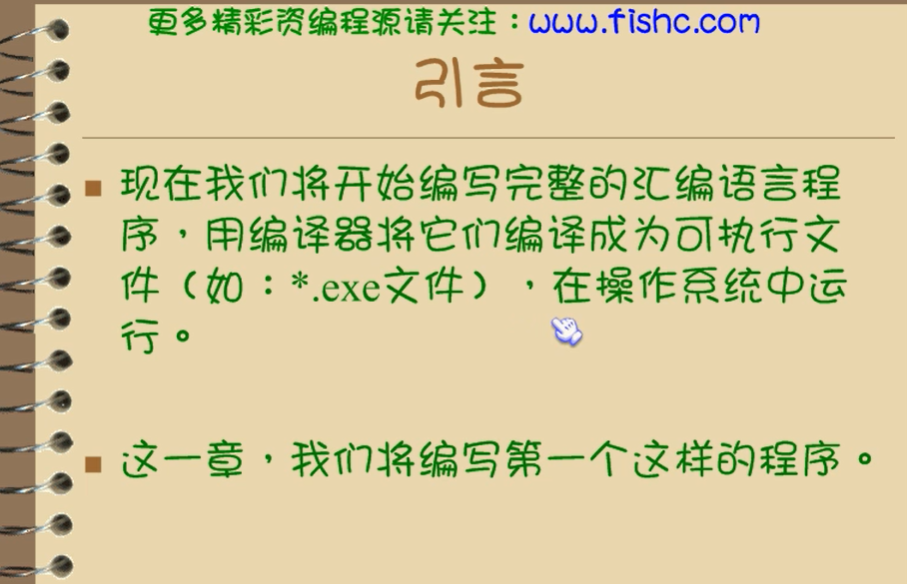 更多精彩资编程源请关注：www.fishc.com
引言
现在我们将开始编写完整的汇编语言程
序，用编译器将它们编译成为可执行文
件（如：*.exe文件），在操作系统中运
行。
这一章，我们将编写第一个这样的程序。